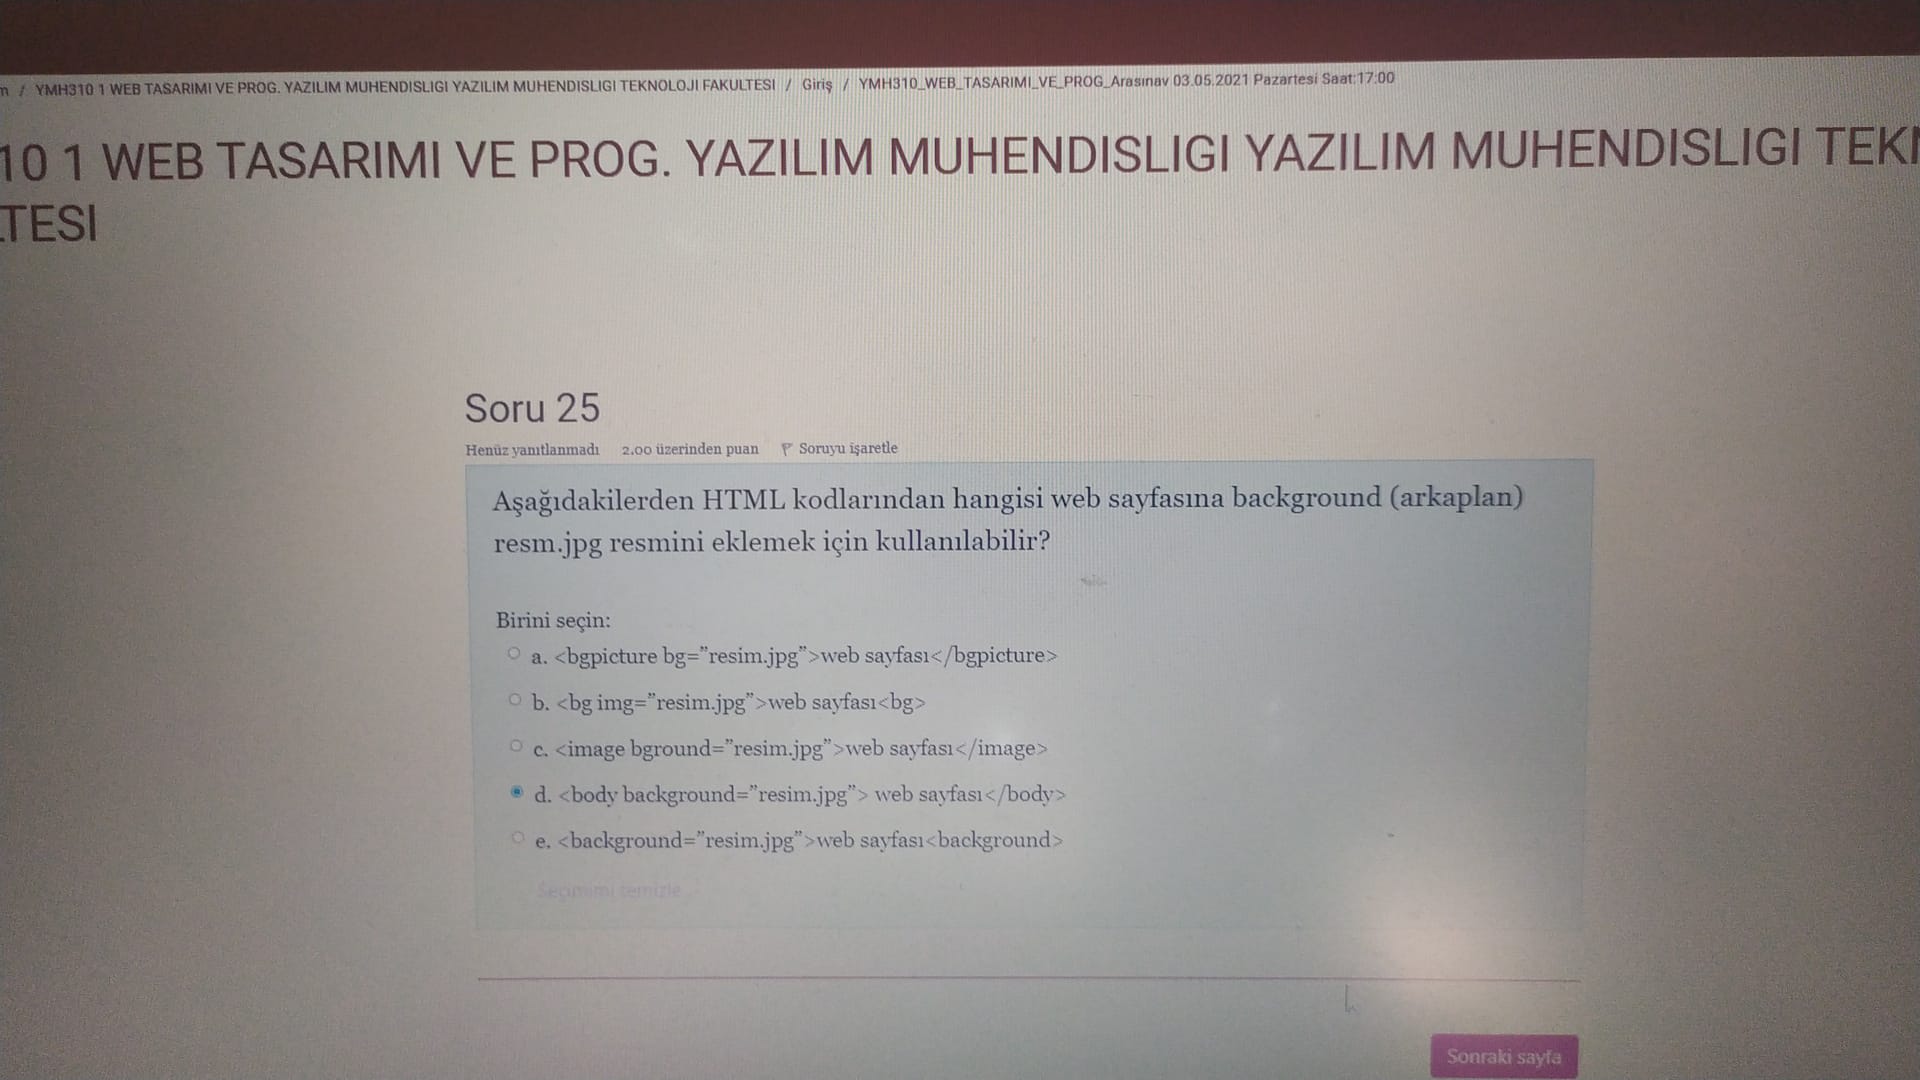 / YMH310 1 WEB TASARIMI VE PROG. YAZILIM MUHENDISLIGI YAZILIM MUHENDISLIGI TEKNOLOJI FAKULTESI / Giriş / YMH310_WEB_TASARIMI_VE_PROG_Arasınav 03.05.2021 Pazartesi Saat:17:00
10 1 WEB TASARIMI VE PROG. YAZILIM MUHENDISLIGI YAZILIM MUHENDISLIGI TEKN
TESI
Soru 25
Henüz yanıtlanmadı 2.00 üzerinden puan Soruyu işaretle
Aşağıdakilerden HTML kodlarından hangisi web sayfasına background (arkaplan)
resm.jpg resmini eklemek için kullanılabilir?
Birini seçin:
a. <bgpicture bg=”resim.jpg”>web sayfası</bgpicture>
b. <bg img=”resim.jpg”>web sayfası<bg>
c. <image bground=”resim.jpg”>web sayfası</image>
d. <body background=”resim.jpg”> web sayfası</body>
e. <background=”resim.jpg”>web sayfası<background>
Seçimimi temizle
Sonraki sayfa